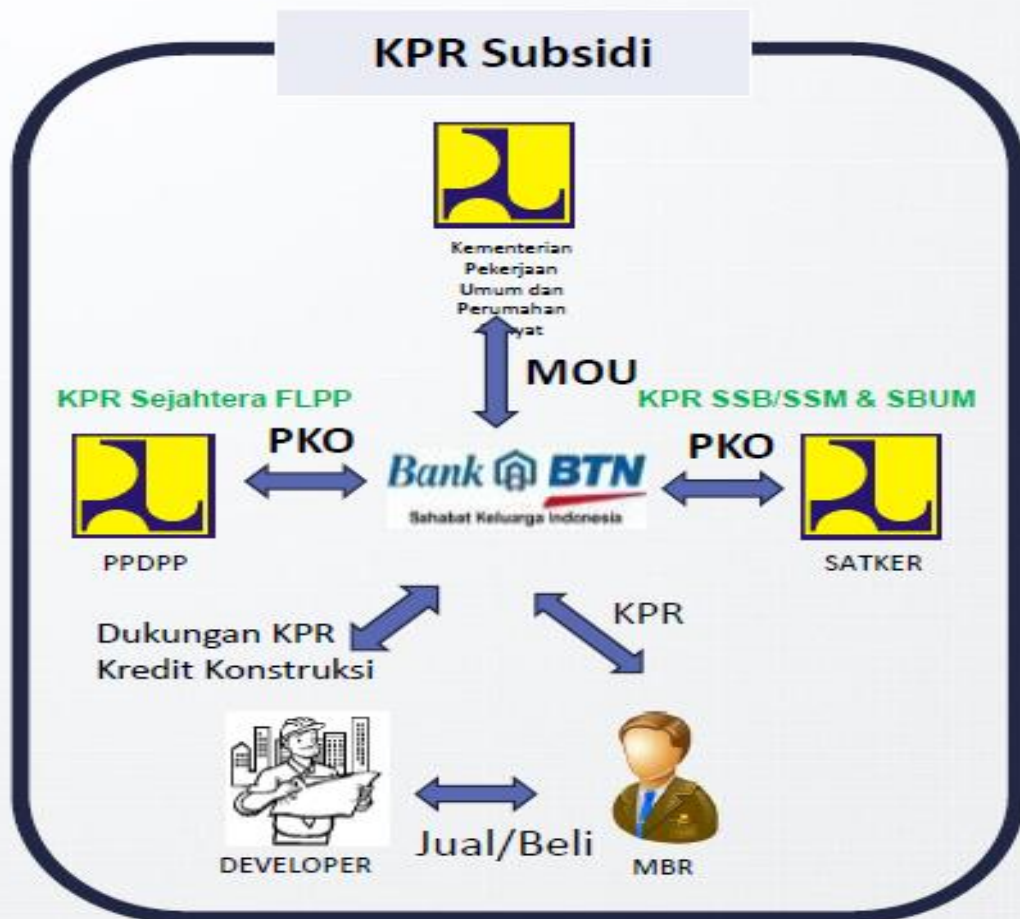 KPR Subsidi
Kementerian
Pekerjaan
Umum dan
Perumahan
yat
MOU
KPR Sejahtera FLPP
KPR SSB/SSM & SBUM
PKO
PKO
Bank BTN
Sahabat Keluarga Indonesia
PPDPP
SATKER
Dukungan KPR
Kredit Konstruksi
KPR
DEVELOPER
Jual/Beli
MBR